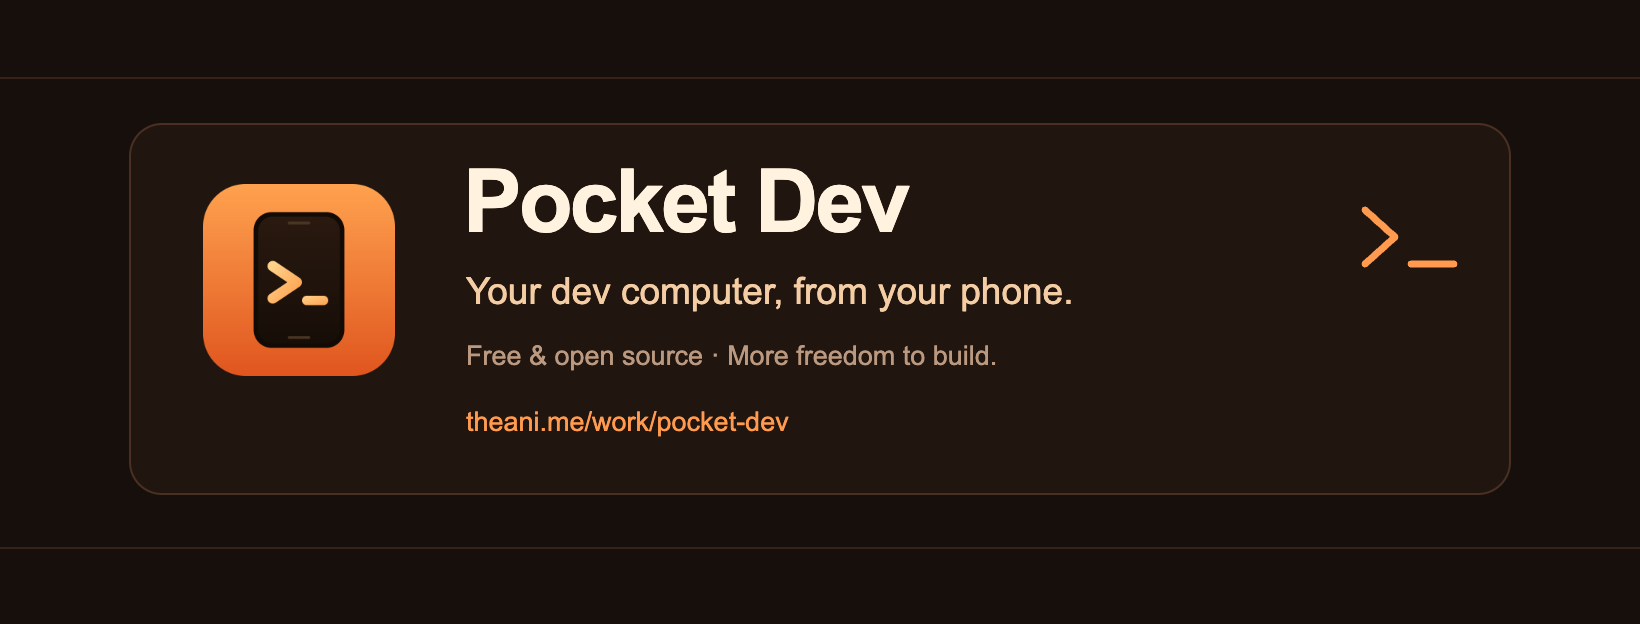 Pocket Dev
Your dev computer, from your phone.
Free & open source · More freedom to build.
theani.me/work/pocket-dev